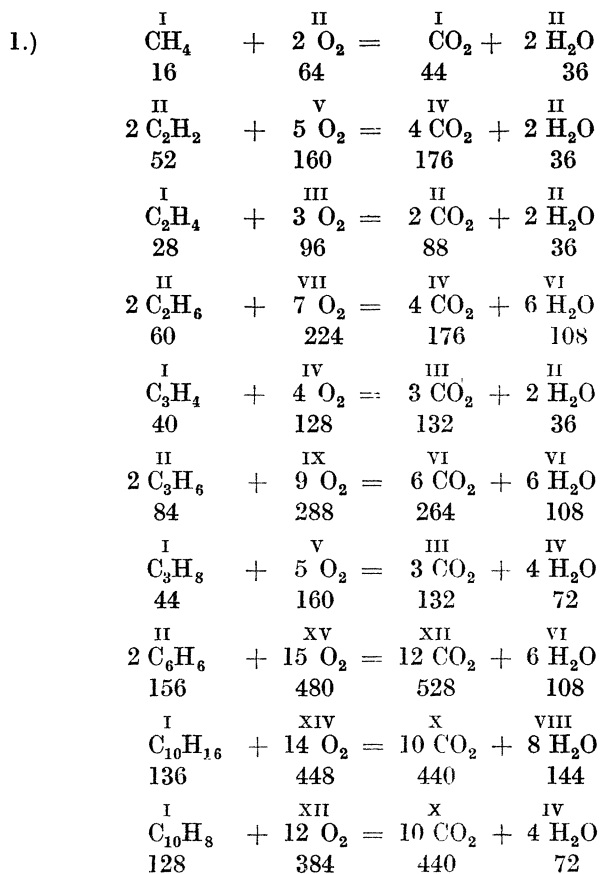 I II I II
1.) CH₄ + 2 O₂ = CO₂ + 2 H₂O
16 64 44 36
II V IV II
2 C₂H₂ + 5 O₂ = 4 CO₂ + 2 H₂O
52 160 176 36
I III II II
C₂H₄ + 3 O₂ = 2 CO₂ + 2 H₂O
28 96 88 36
II VII IV VI
2 C₂H₆ + 7 O₂ = 4 CO₂ + 6 H₂O
60 224 176 108
I IV III II
C₃H₄ + 4 O₂ = 3 CO₂ + 2 H₂O
40 128 132 36
II IX VI VI
2 C₃H₆ + 9 O₂ = 6 CO₂ + 6 H₂O
84 288 264 108
I V III IV
C₃H₈ + 5 O₂ = 3 CO₂ + 4 H₂O
44 160 132 72
II XV XII VI
2 C₆H₆ + 15 O₂ = 12 CO₂ + 6 H₂O
156 480 528 108
I XIV X VIII
C₁₀H₁₆ + 14 O₂ = 10 CO₂ + 8 H₂O
136 448 440 144
I XII X IV
C₁₀H₈ + 12 O₂ = 10 CO₂ + 4 H₂O
128 384 440 72